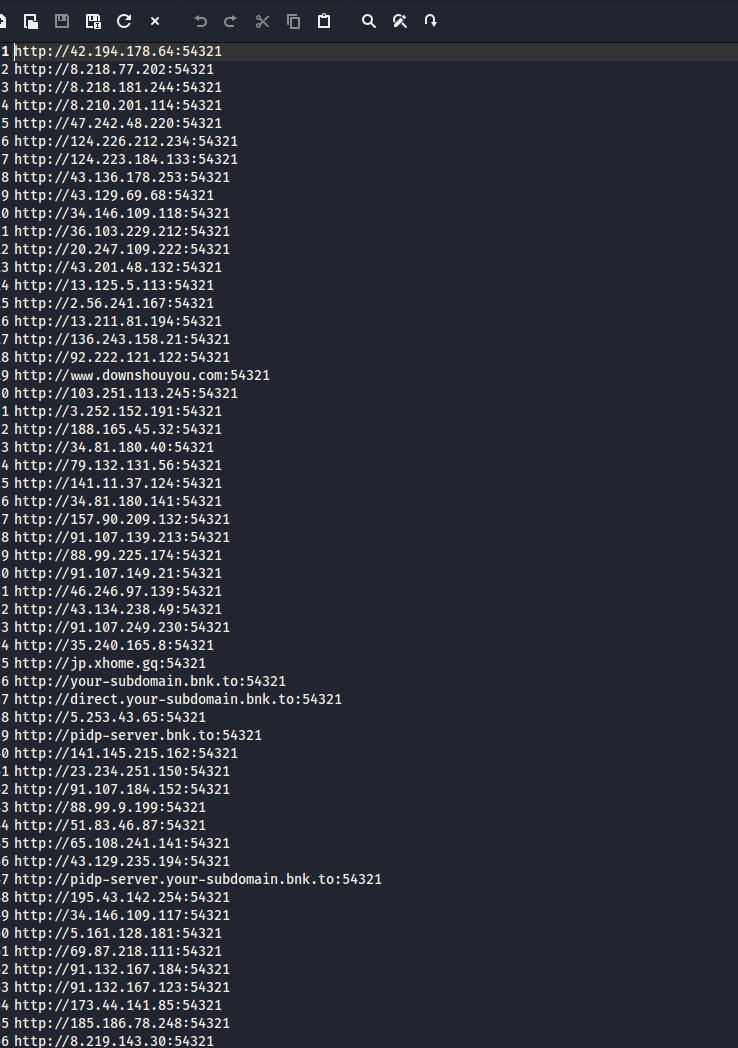 1 http://42.194.178.64:54321
2 http://8.218.77.202:54321
3 http://8.218.181.244:54321
4 http://8.210.201.114:54321
5 http://47.242.48.220:54321
6 http://124.226.212.234:54321
7 http://124.223.184.133:54321
8 http://43.136.178.253:54321
9 http://43.129.69.68:54321
0 http://34.146.109.118:54321
1 http://36.103.229.212:54321
2 http://20.247.109.222:54321
3 http://43.201.48.132:54321
4 http://13.125.5.113:54321
5 http://2.56.241.167:54321
6 http://13.211.81.194:54321
7 http://136.243.158.21:54321
8 http://92.222.121.122:54321
9 http://www.downshouyou.com:54321
0 http://103.251.113.245:54321
1 http://3.252.152.191:54321
2 http://188.165.45.32:54321
3 http://34.81.180.40:54321
4 http://79.132.131.56:54321
5 http://141.11.37.124:54321
6 http://34.81.180.141:54321
7 http://157.90.209.132:54321
8 http://91.107.139.213:54321
9 http://88.99.225.174:54321
0 http://91.107.149.21:54321
1 http://46.246.97.139:54321
2 http://43.134.238.49:54321
3 http://91.107.249.230:54321
4 http://35.240.165.8:54321
5 http://jp.xhome.gq:54321
6 http://your-subdomain.bnk.to:54321
7 http://direct.your-subdomain.bnk.to:54321
8 http://5.253.43.65:54321
9 http://pidp-server.bnk.to:54321
0 http://141.145.215.162:54321
1 http://23.234.251.150:54321
2 http://91.107.184.152:54321
3 http://88.99.9.199:54321
4 http://51.83.46.87:54321
5 http://65.108.241.141:54321
6 http://43.129.235.194:54321
7 http://pidp-server.your-subdomain.bnk.to:54321
8 http://195.43.142.254:54321
9 http://34.146.109.117:54321
0 http://5.161.128.181:54321
1 http://69.87.218.111:54321
2 http://91.132.167.184:54321
3 http://91.132.167.123:54321
4 http://173.44.141.85:54321
5 http://185.186.78.248:54321
6 http://8.219.143.30:54321